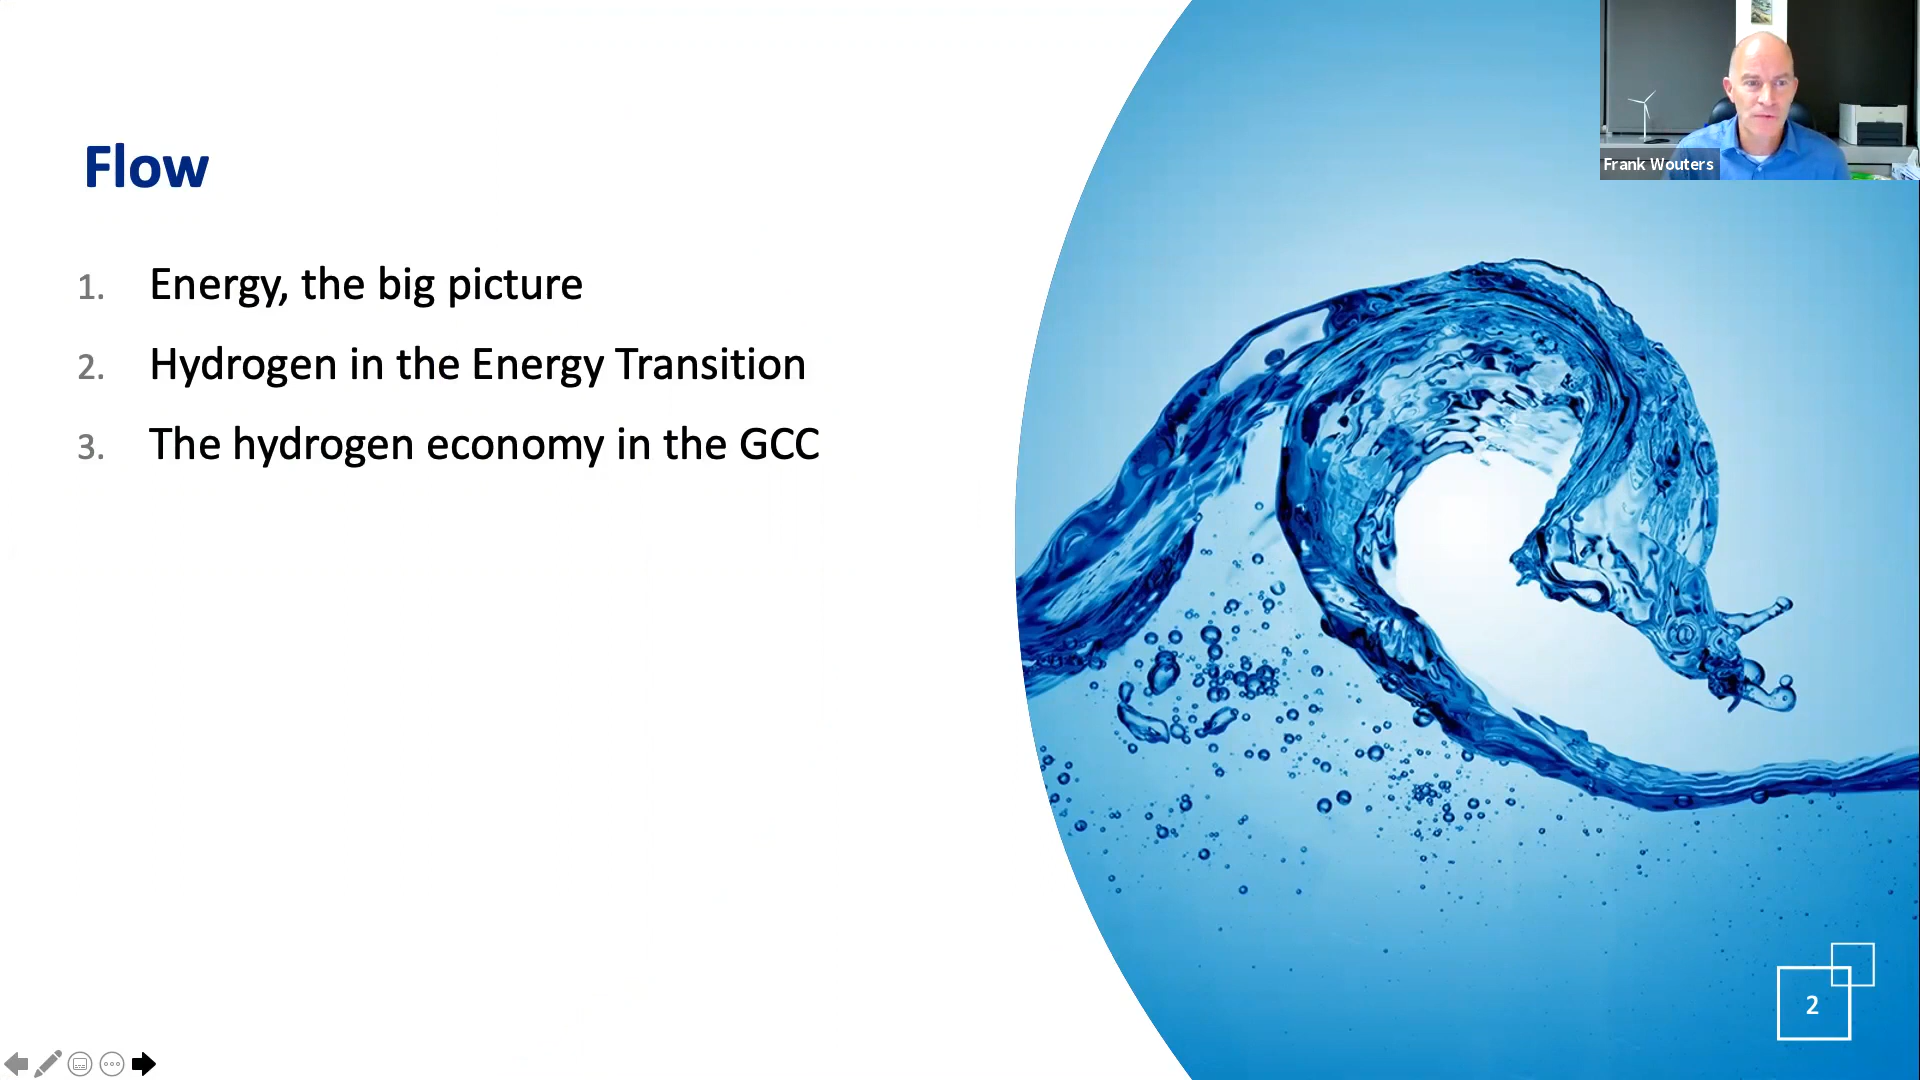 Flow
1. Energy, the big picture
2. Hydrogen in the Energy Transition
3. The hydrogen economy in the GCC
Frank Wouters
2